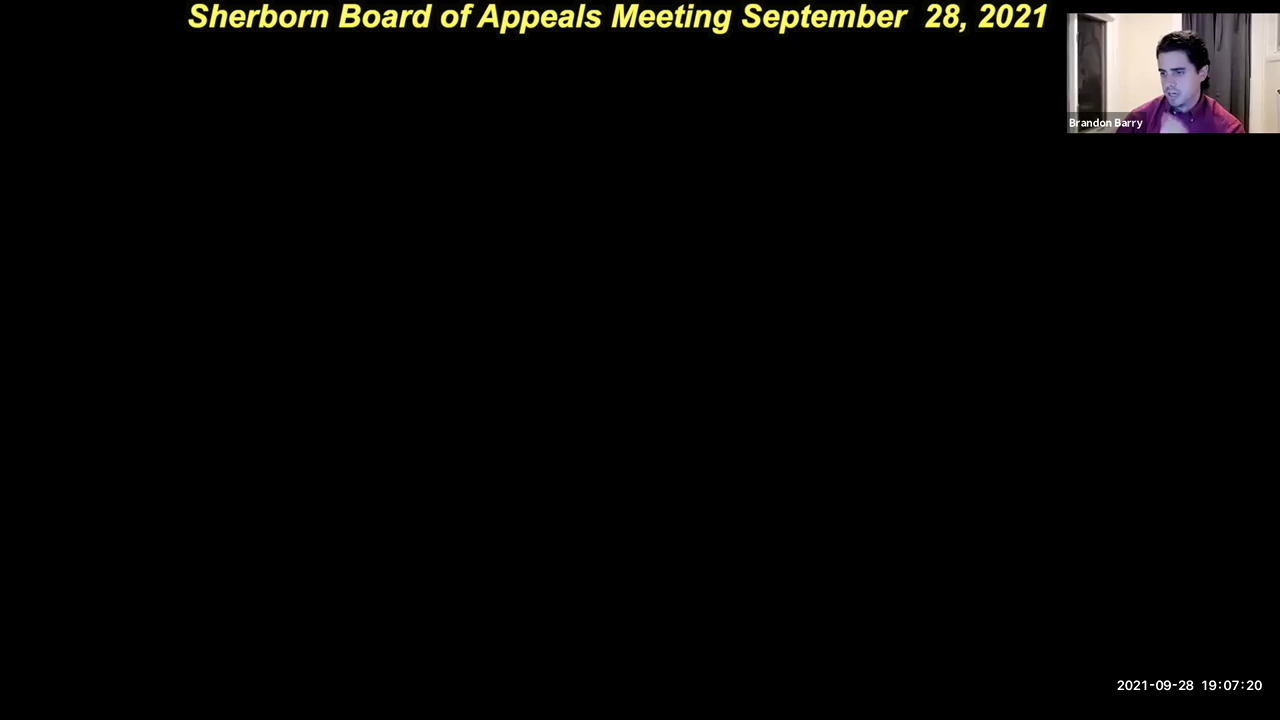 Sherborn Board of Appeals Meeting September 28, 2021
Brandon Barry
2021-09-28 19:07:20